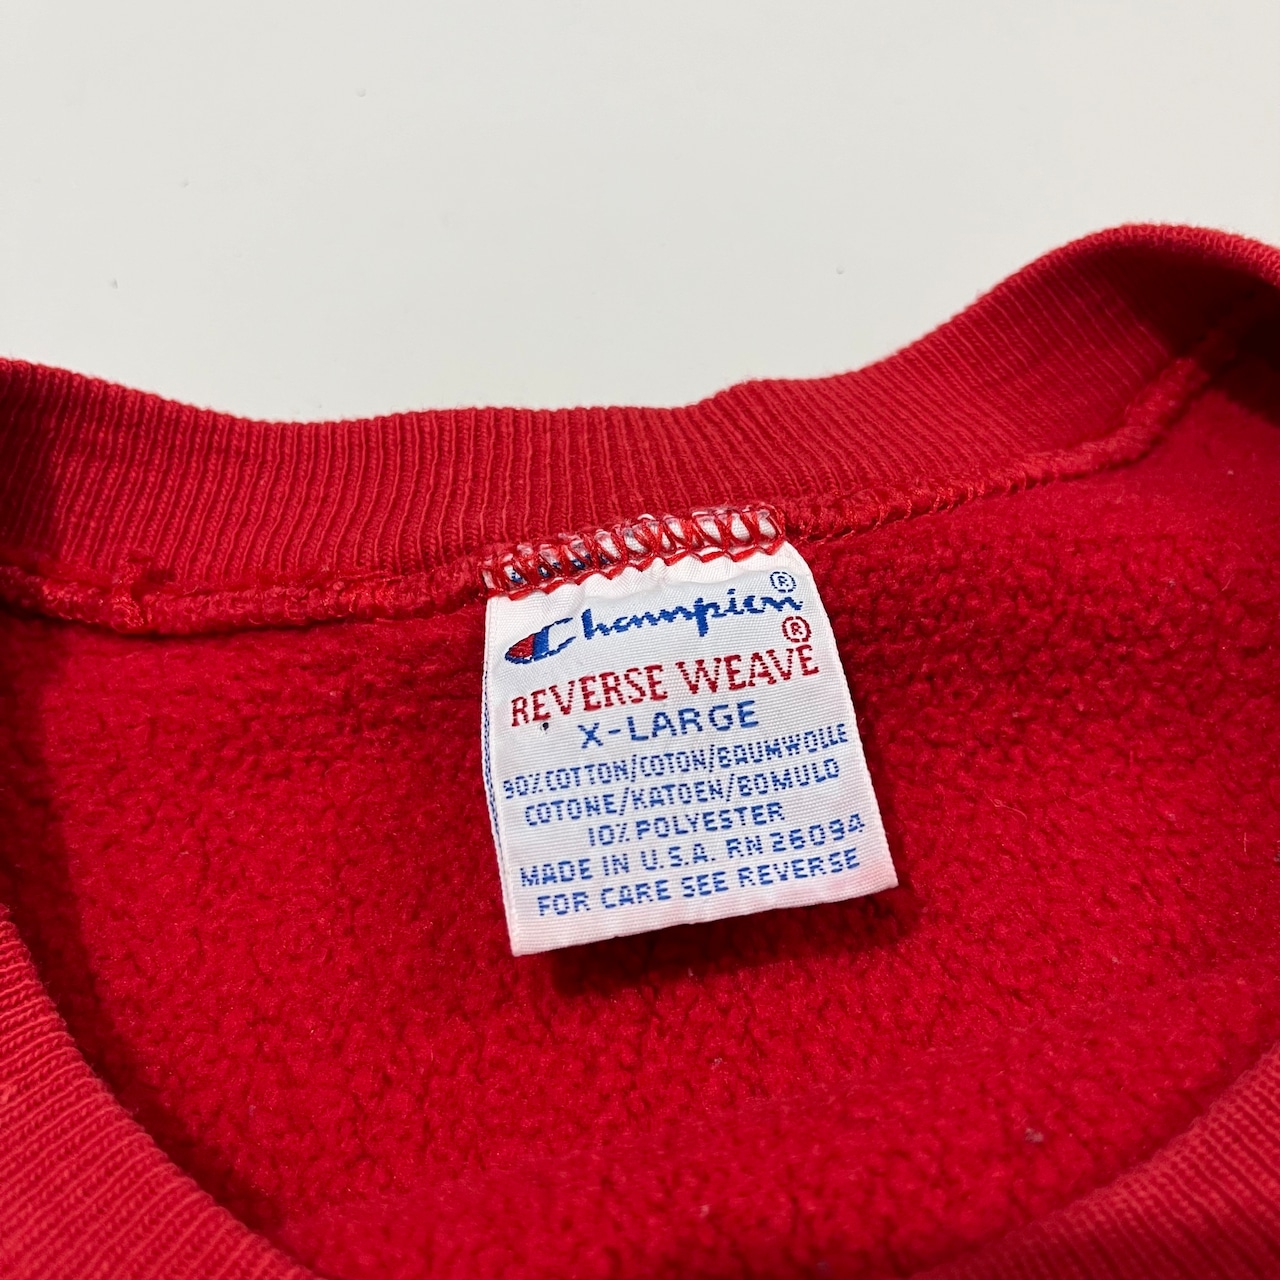 Champion®
REVERSE WEAVE®
X-LARGE
90% COTTON/COTON/BAUMWOLLE
COTONE/KATOEN/BOMULD
10% POLYESTER
MADE IN U.S.A. RN 26094
FOR CARE SEE REVERSE